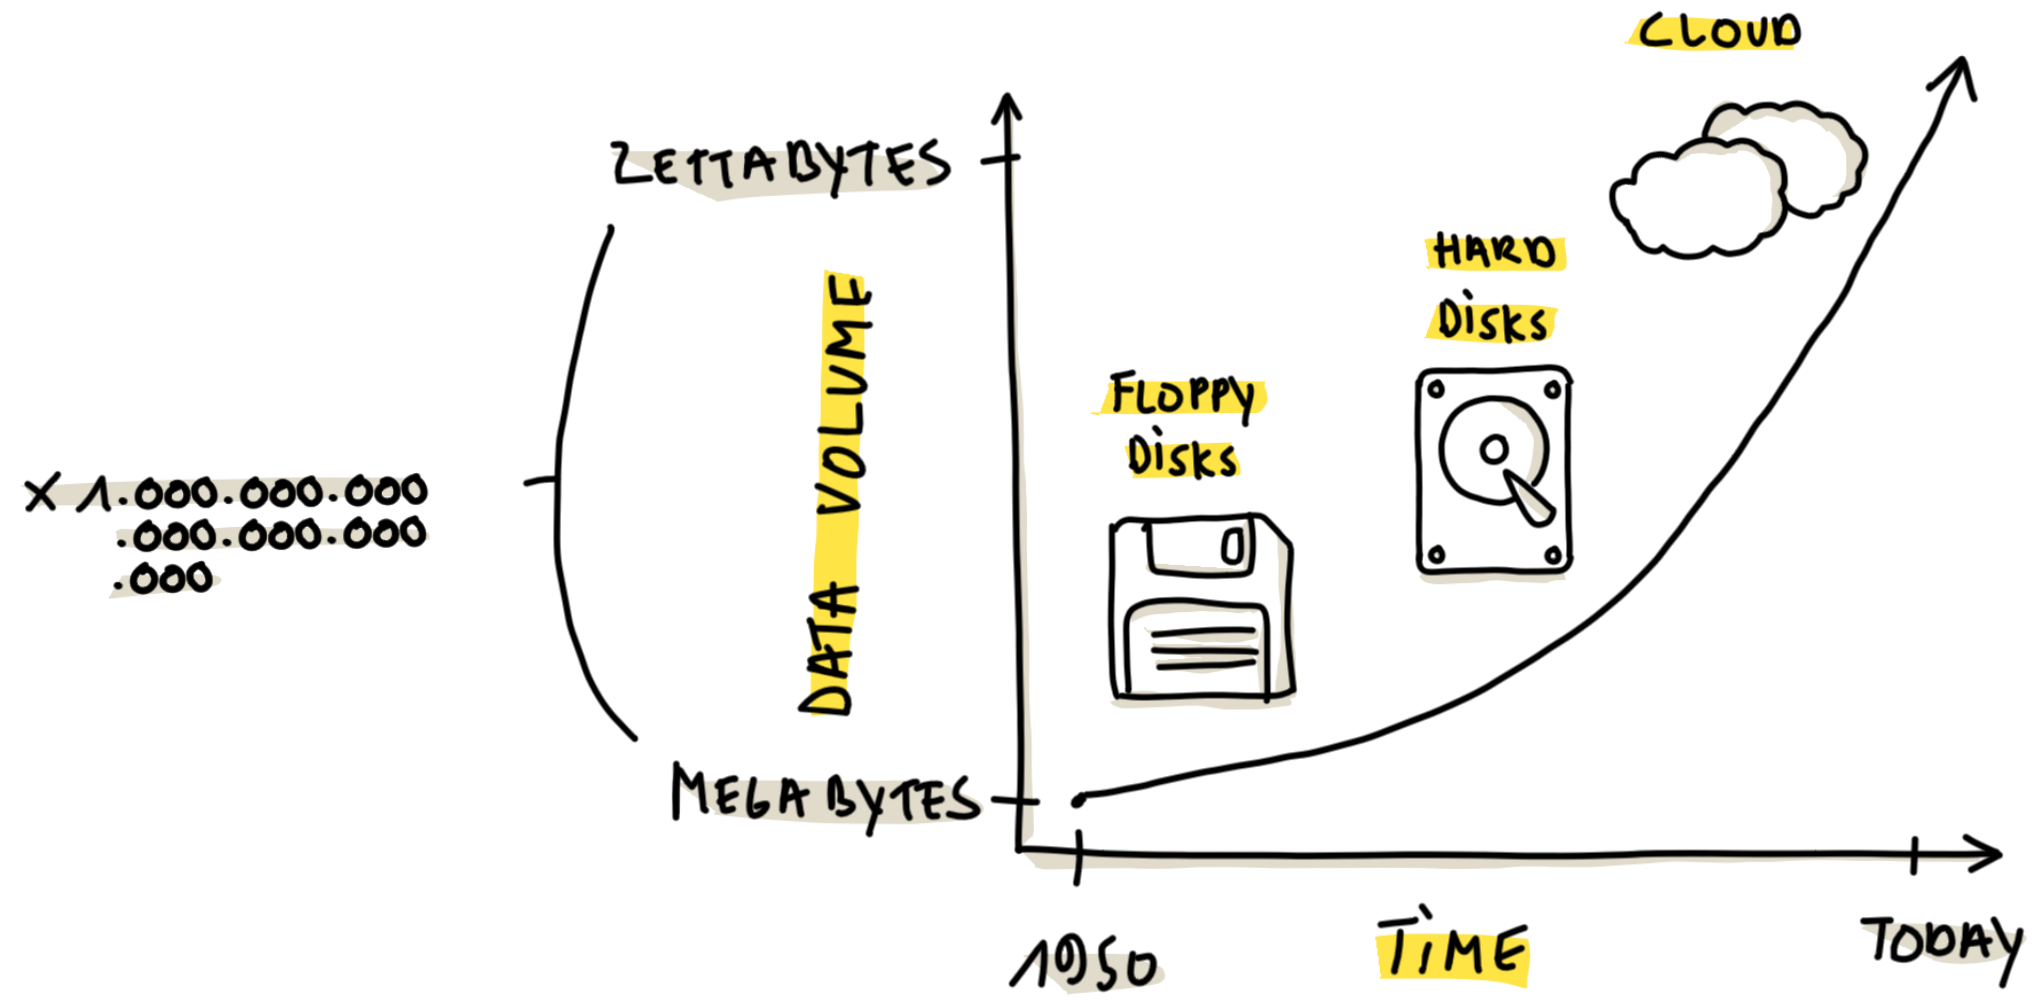 CLOUD
ZETTABYTES
HARD
DISKS
DATA VOLUME
FLOPPY
DISKS
X 1.000.000.000
.000.000.000
.000
MEGABYTES
1950
TIME
TODAY